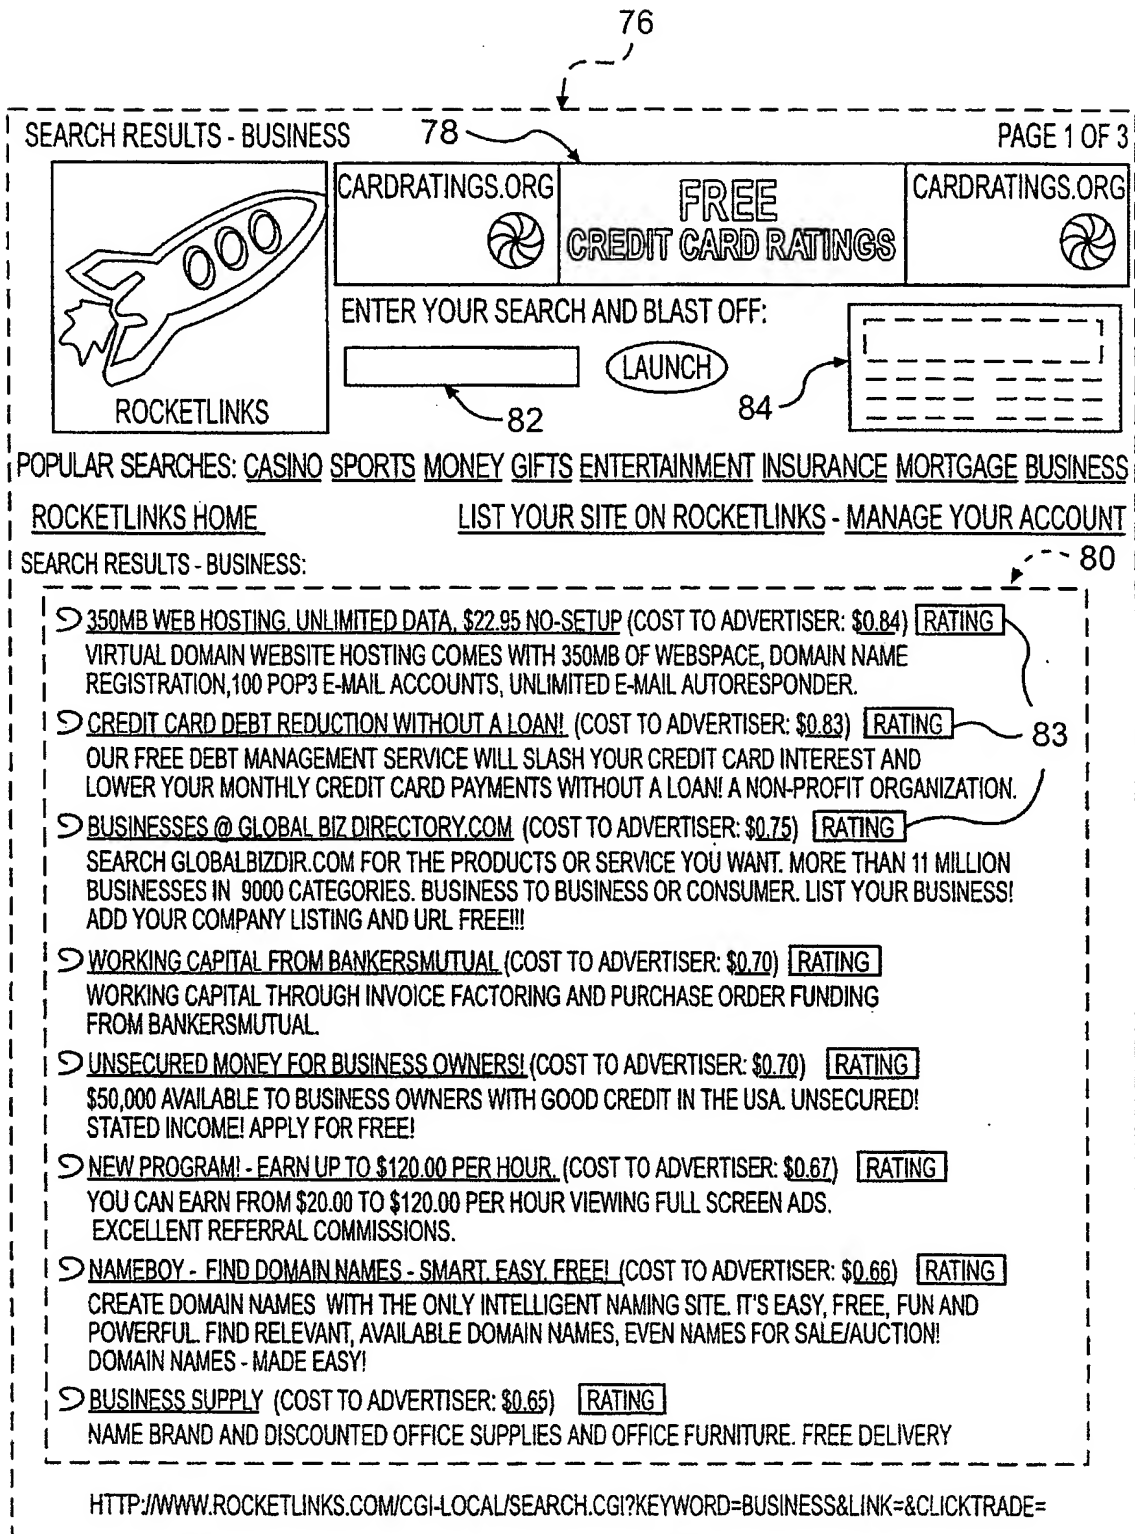 76
SEARCH RESULTS - BUSINESS
78
PAGE 1 OF 3
CARDRATINGS.ORG
FREE
CREDIT CARD RATINGS
CARDRATINGS.ORG
ROCKETLINKS
ENTER YOUR SEARCH AND BLAST OFF:
LAUNCH
82
84
POPULAR SEARCHES: CASINO SPORTS MONEY GIFTS ENTERTAINMENT INSURANCE MORTGAGE BUSINESS
ROCKETLINKS HOME
LIST YOUR SITE ON ROCKETLINKS - MANAGE YOUR ACCOUNT
SEARCH RESULTS - BUSINESS:
80
350MB WEB HOSTING. UNLIMITED DATA, $22.95 NO-SETUP (COST TO ADVERTISER: $0.84) RATING
VIRTUAL DOMAIN WEBSITE HOSTING COMES WITH 350MB OF WEBSPACE, DOMAIN NAME
REGISTRATION,100 POP3 E-MAIL ACCOUNTS, UNLIMITED E-MAIL AUTORESPONDER.
CREDIT CARD DEBT REDUCTION WITHOUT A LOAN! (COST TO ADVERTISER: $0.83) RATING
83
OUR FREE DEBT MANAGEMENT SERVICE WILL SLASH YOUR CREDIT CARD INTEREST AND
LOWER YOUR MONTHLY CREDIT CARD PAYMENTS WITHOUT A LOAN! A NON-PROFIT ORGANIZATION.
BUSINESSES @ GLOBAL BIZ DIRECTORY.COM (COST TO ADVERTISER: $0.75) RATING
SEARCH GLOBALBIZDIR.COM FOR THE PRODUCTS OR SERVICE YOU WANT. MORE THAN 11 MILLION
BUSINESSES IN 9000 CATEGORIES. BUSINESS TO BUSINESS OR CONSUMER. LIST YOUR BUSINESS!
ADD YOUR COMPANY LISTING AND URL FREE!!!
WORKING CAPITAL FROM BANKERSMUTUAL (COST TO ADVERTISER: $0.70) RATING
WORKING CAPITAL THROUGH INVOICE FACTORING AND PURCHASE ORDER FUNDING
FROM BANKERSMUTUAL.
UNSECURED MONEY FOR BUSINESS OWNERS! (COST TO ADVERTISER: $0.70) RATING
$50,000 AVAILABLE TO BUSINESS OWNERS WITH GOOD CREDIT IN THE USA. UNSECURED!
STATED INCOME! APPLY FOR FREE!
NEW PROGRAM! - EARN UP TO $120.00 PER HOUR. (COST TO ADVERTISER: $0.67) RATING
YOU CAN EARN FROM $20.00 TO $120.00 PER HOUR VIEWING FULL SCREEN ADS.
EXCELLENT REFERRAL COMMISSIONS.
NAMEBOY - FIND DOMAIN NAMES - SMART. EASY. FREE! (COST TO ADVERTISER: $0.66) RATING
CREATE DOMAIN NAMES WITH THE ONLY INTELLIGENT NAMING SITE. IT'S EASY, FREE, FUN AND
POWERFUL. FIND RELEVANT, AVAILABLE DOMAIN NAMES, EVEN NAMES FOR SALE/AUCTION!
DOMAIN NAMES - MADE EASY!
BUSINESS SUPPLY (COST TO ADVERTISER: $0.65) RATING
NAME BRAND AND DISCOUNTED OFFICE SUPPLIES AND OFFICE FURNITURE. FREE DELIVERY
HTTP://WWW.ROCKETLINKS.COM/CGI-LOCAL/SEARCH.CGI?KEYWORD=BUSINESS&LINK=&CLICKTRADE=